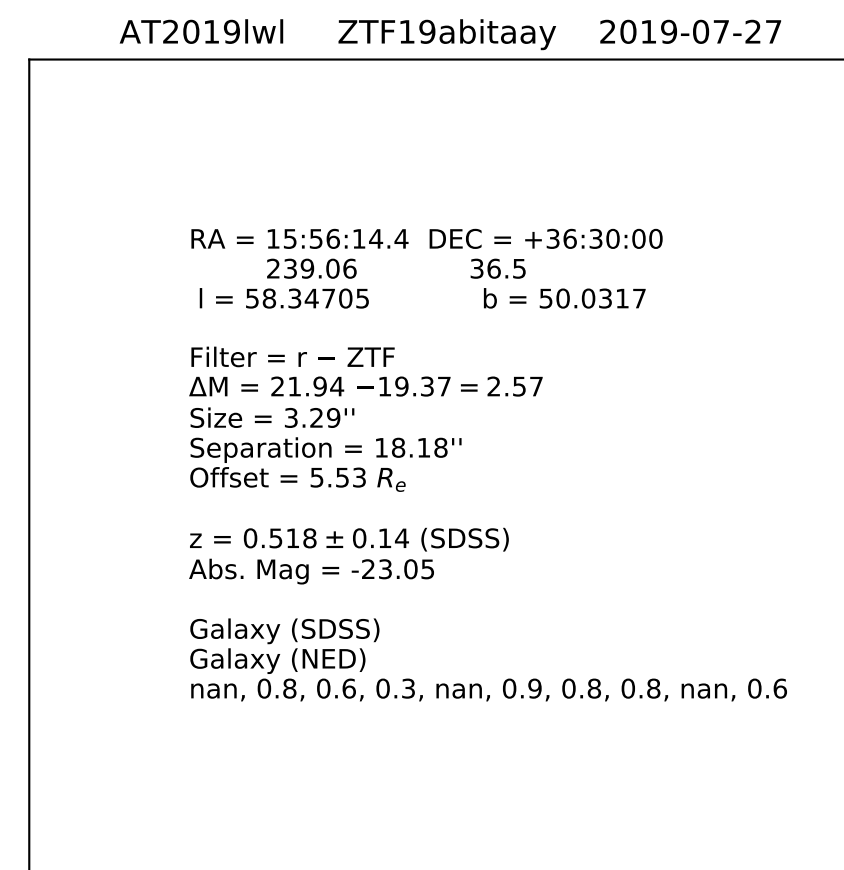 AT2019lwl ZTF19abitaay 2019-07-27
RA = 15:56:14.4 DEC = +36:30:00
239.06 36.5
l = 58.34705 b = 50.0317
Filter = r − ZTF
ΔM = 21.94 −19.37 = 2.57
Size = 3.29''
Separation = 18.18''
Offset = 5.53 Rₑ
z = 0.518 ± 0.14 (SDSS)
Abs. Mag = -23.05
Galaxy (SDSS)
Galaxy (NED)
nan, 0.8, 0.6, 0.3, nan, 0.9, 0.8, 0.8, nan, 0.6